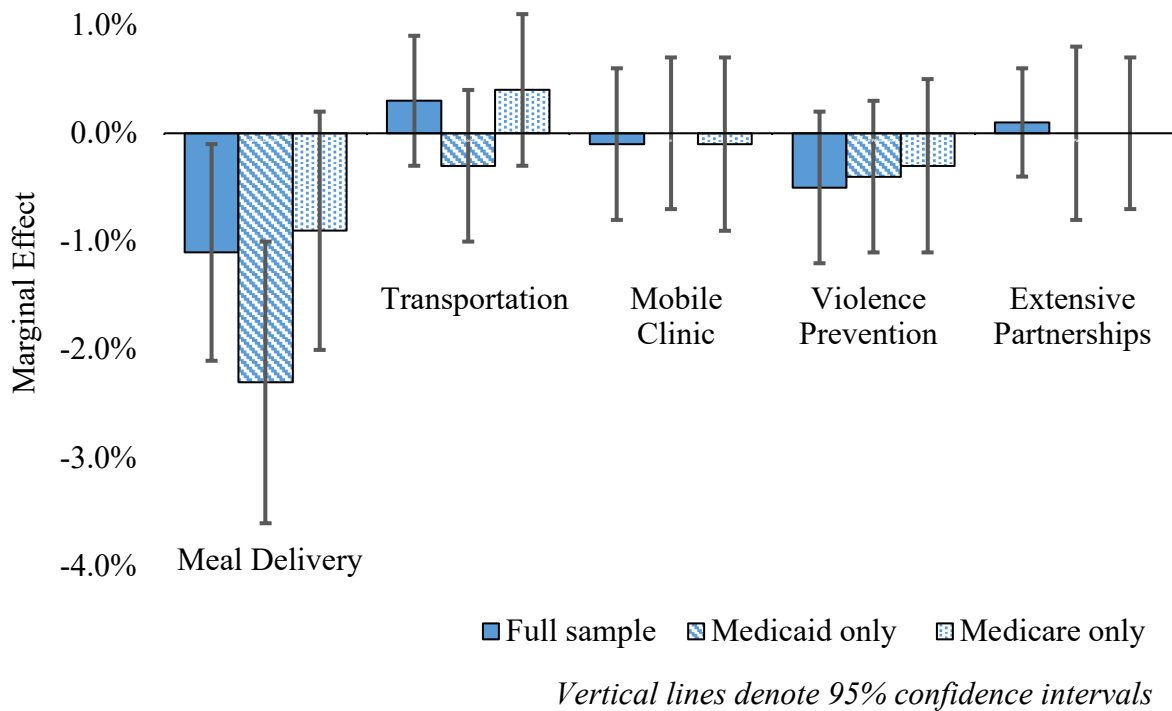 1.0%
0.0%
-1.0%
-2.0%
-3.0%
-4.0%
Marginal Effect
Meal Delivery
Transportation
Mobile
Clinic
Violence
Prevention
Extensive
Partnerships
Full sample
Medicaid only
Medicare only
Vertical lines denote 95% confidence intervals